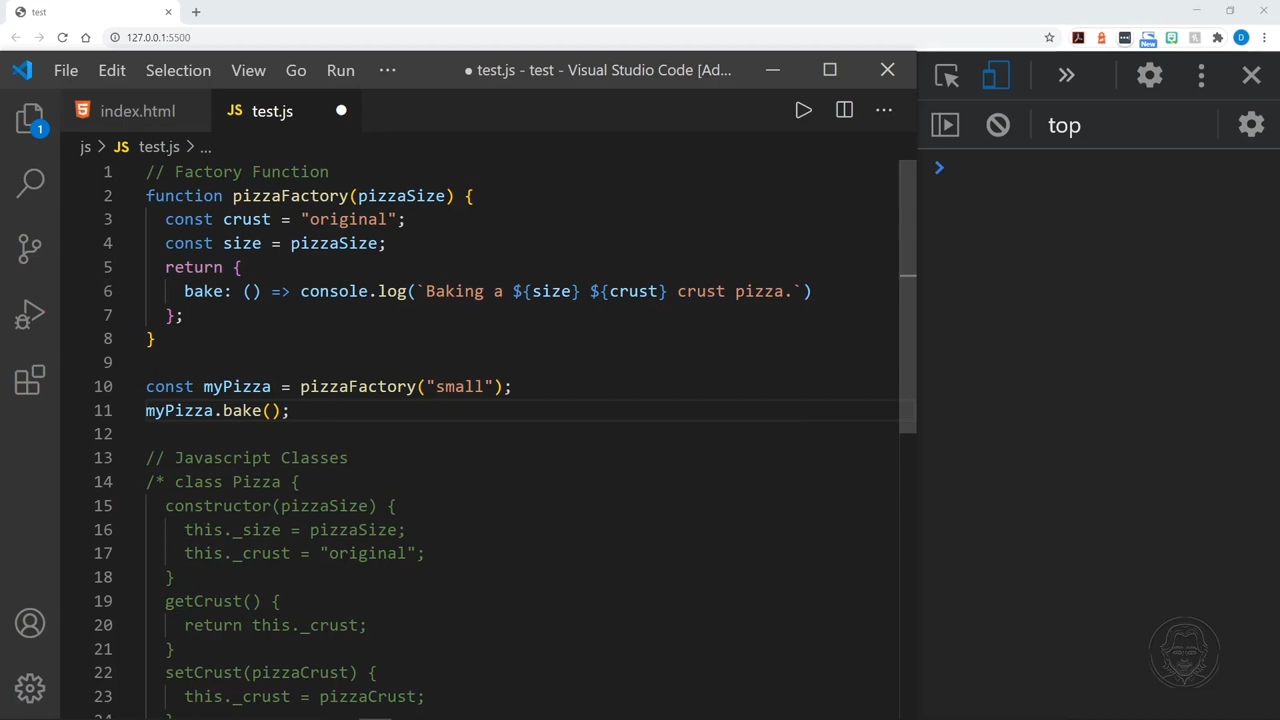 test
127.0.0.1:5500
New
D
File Edit Selection View Go Run ···
● test.js - test - Visual Studio Code [Ad...
index.html
JS test.js ●
top
1
js > JS test.js > ...
1 // Factory Function
2 function pizzaFactory(pizzaSize) {
3 const crust = "original";
4 const size = pizzaSize;
5 return {
6 bake: () => console.log(`Baking a ${size} ${crust} crust pizza.`)
7 };
8 }
9
10 const myPizza = pizzaFactory("small");
11 myPizza.bake();
12
13 // Javascript Classes
14 /* class Pizza {
15 constructor(pizzaSize) {
16 this._size = pizzaSize;
17 this._crust = "original";
18 }
19 getCrust() {
20 return this._crust;
21 }
22 setCrust(pizzaCrust) {
23 this._crust = pizzaCrust;